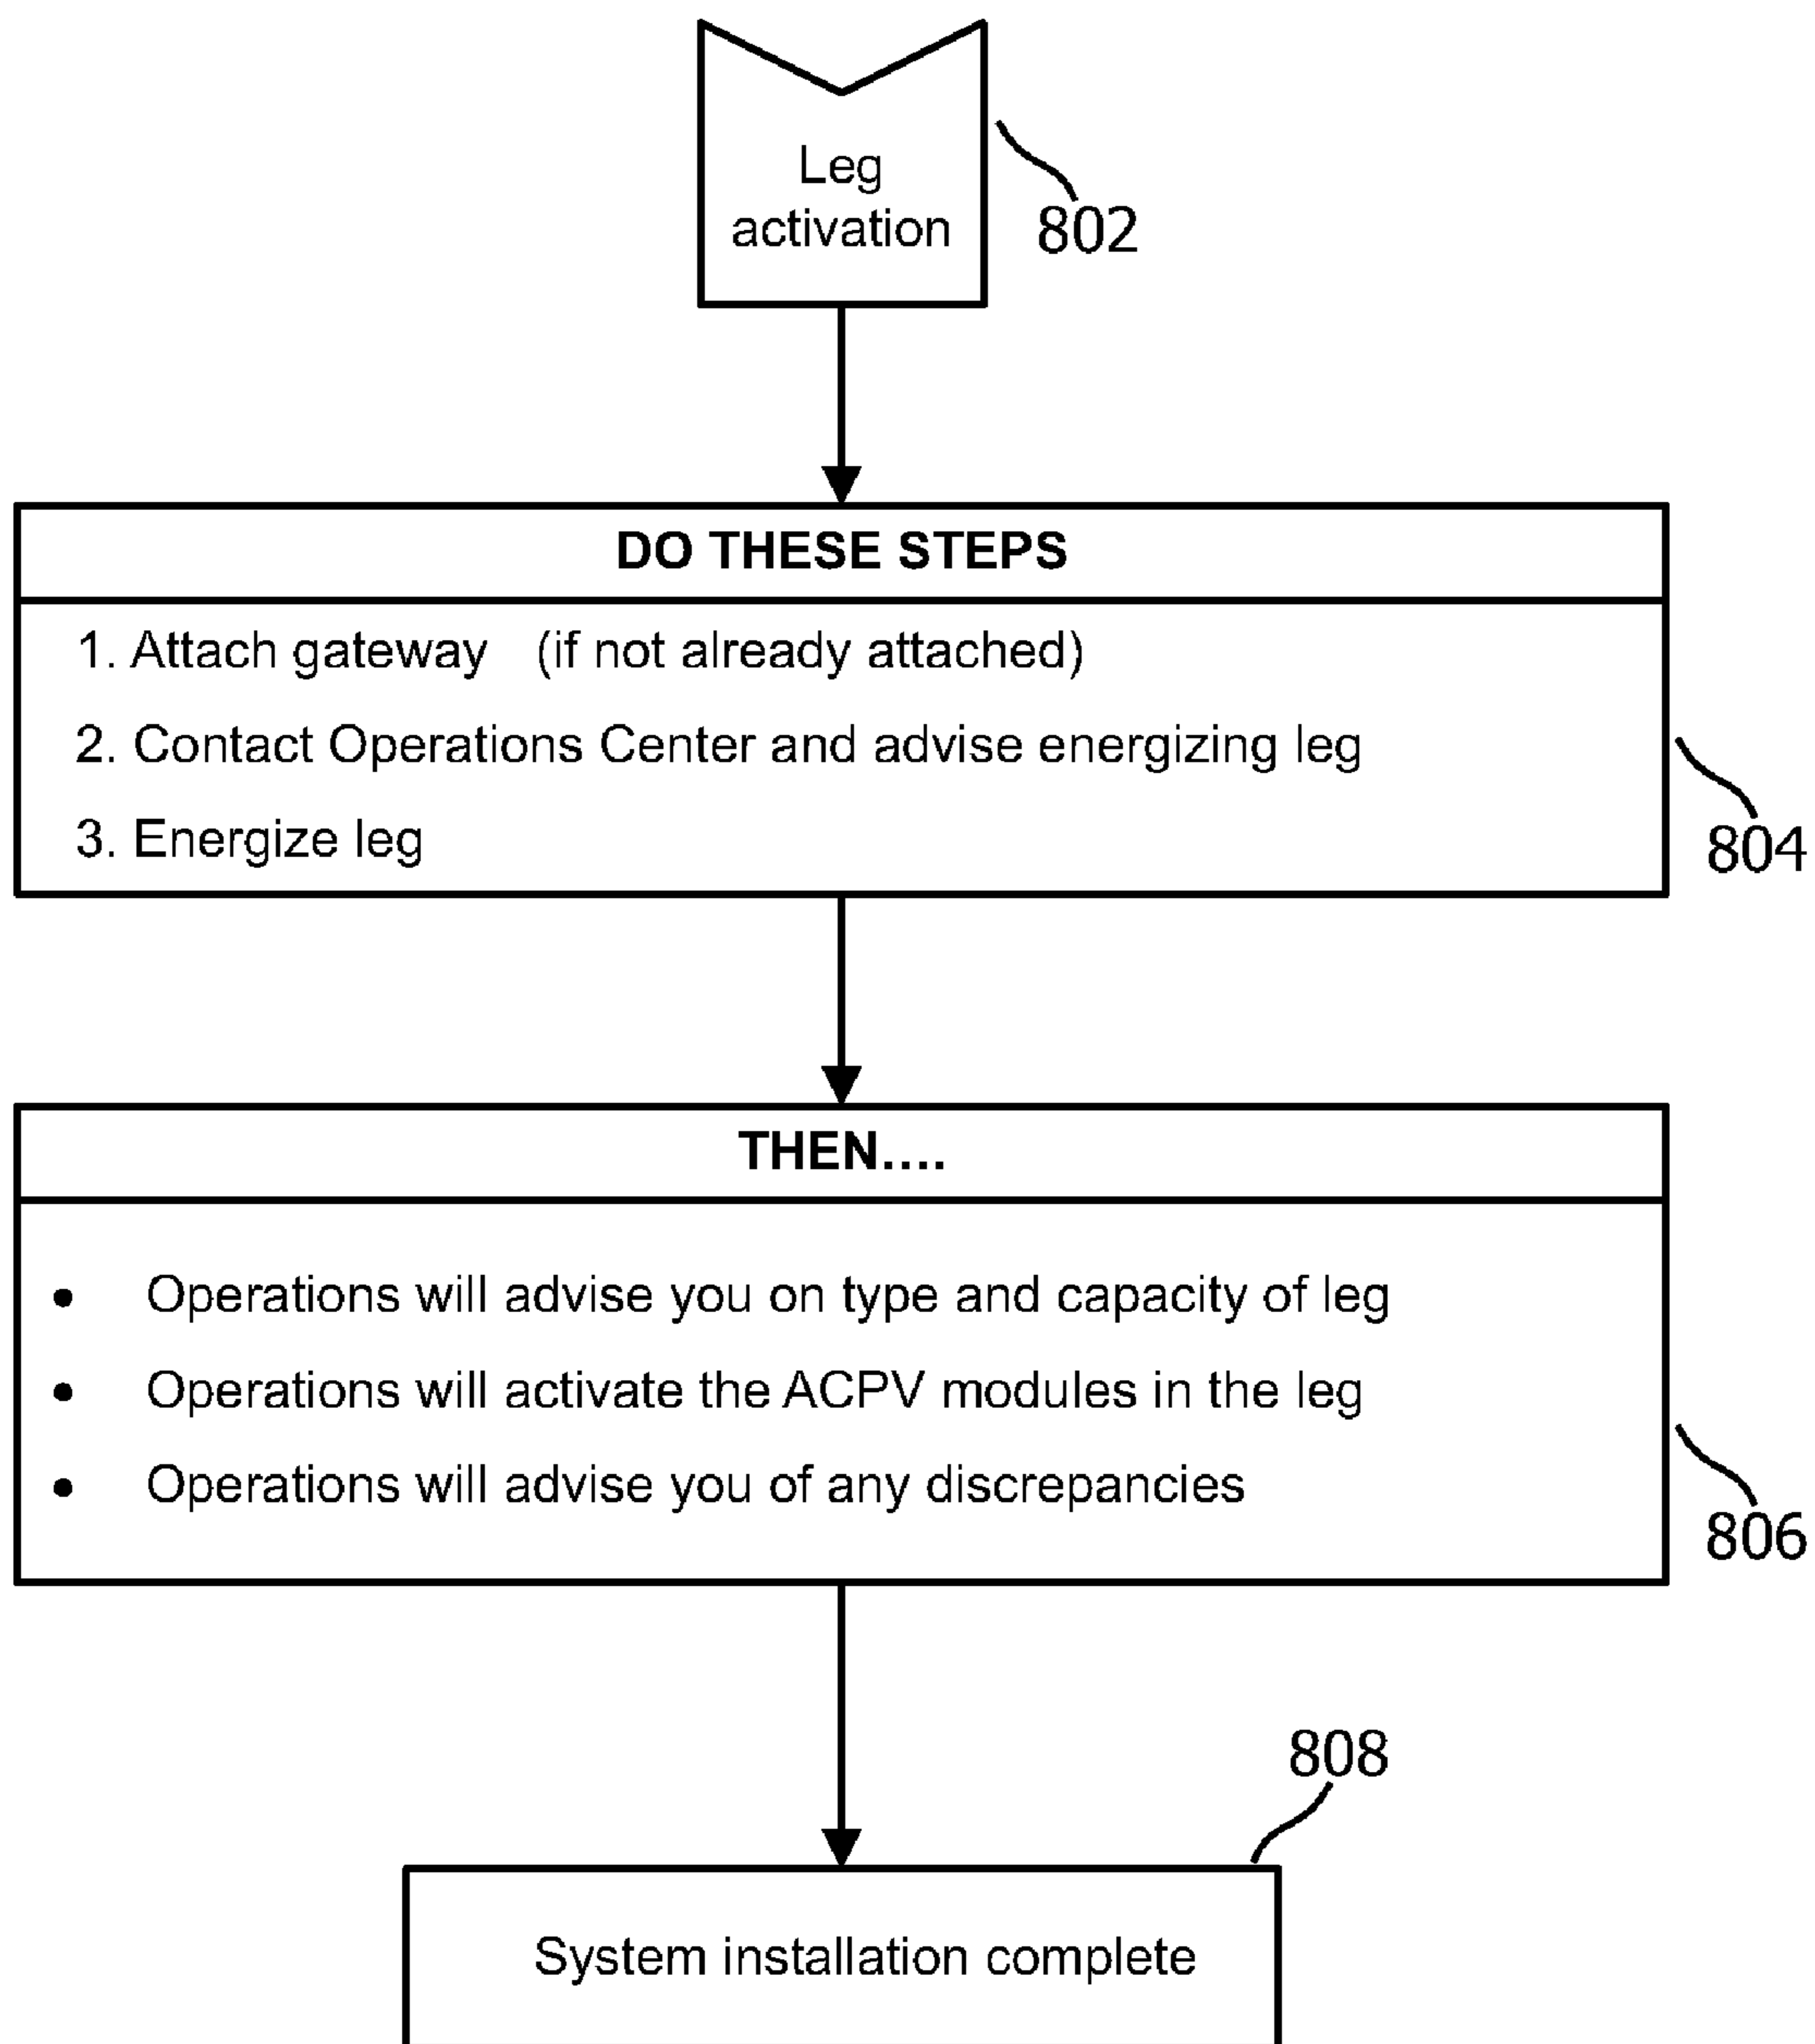 Leg
activation
802
DO THESE STEPS
1. Attach gateway (if not already attached)
2. Contact Operations Center and advise energizing leg
3. Energize leg
804
THEN....
• Operations will advise you on type and capacity of leg
• Operations will activate the ACPV modules in the leg
• Operations will advise you of any discrepancies
806
808
System installation complete